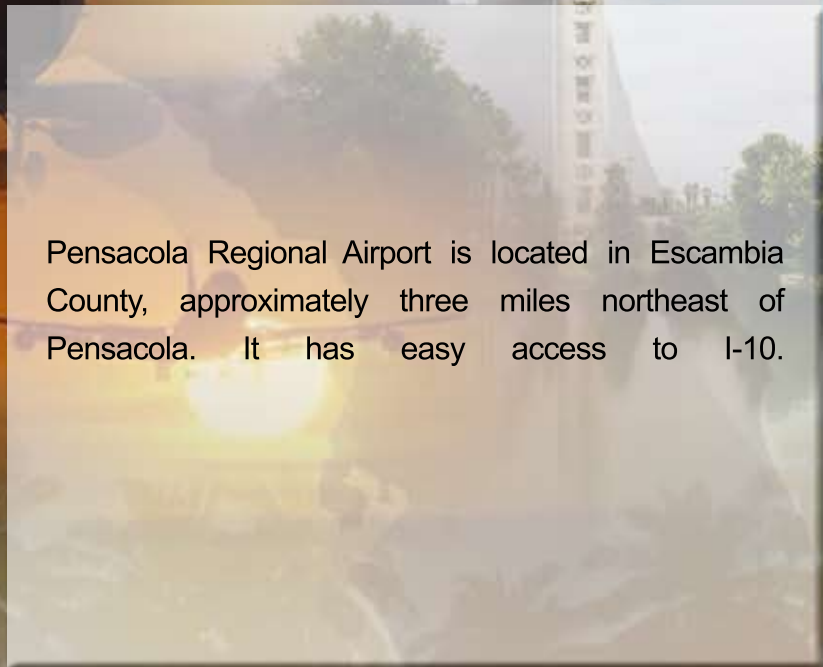 Pensacola Regional Airport is located in Escambia
County, approximately three miles northeast of
Pensacola. It has easy access to I-10.